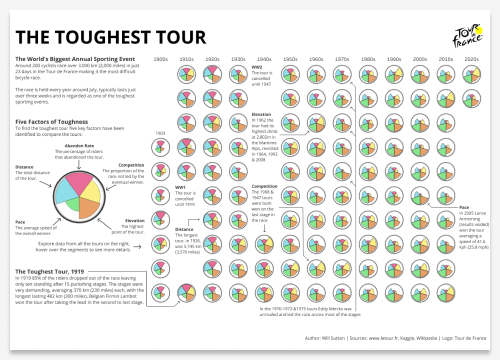 THE TOUGHEST TOUR
LE TOUR
DE FRANCE
The World's Biggest Annual Sporting Event
Around 200 cyclists race over 3,000 km (2,000 miles) in just
23 days in the Tour de France making it the most difficult
bicycle race.
The race is held every year around July, typically lasts just
over three weeks and is regarded as one of the toughest
sporting events.
Five Factors of Toughness
To find the toughest tour five key factors have been
identified to compare the tours:
Abandon Rate
The percentage of riders
that abandoned the tour.
Distance
The total distance
of the tour.
Competition
The proportion of the
race not led by the
eventual winner.
Pace
The average speed of
the overall winner.
Elevation
The highest
point of the tour.
Explore data from all the tours on the right,
hover over the segments to see more details.
The Toughest Tour, 1919
In 1919 85% of the riders dropped out of the race leaving
only ten standing after 15 punishing stages. The stages were
very demanding, averaging 370 km (230 miles) each, with the
longest lasting 482 km (300 miles). Belgian Firmin Lambot
won the tour after taking the lead in the second to last stage.
1900s 1910s 1920s 1930s 1940s 1950s 1960s 1970s 1980s 1990s 2000s 2010s 2020s
WW2
The tour is
cancelled
until 1947
Elevation
In 1962 the
tour had its
highest climb
at 2,802m in
the Maritime
Alps, revisited
in 1964, 1993
& 2008
1903
WW1
The tour is
cancelled
until 1919
Competition
The 1968 &
1947 tours
were both
won on the
last stage in
the race
Distance
The longest
tour, in 1926,
was 5,745 km
(3,570 miles)
Pace
In 2005 Lance
Armstrong
(results voided)
won the tour
averaging a
speed of 41.6
kph (25.8 mph)
In the 1970-1973 &1975 tours Eddy Merckx was
unrivaled and led the race across most of the stages
Author: Will Sutton | Sources: www.letour.fr, Kaggle, Wikipedia | Logo: Tour de France